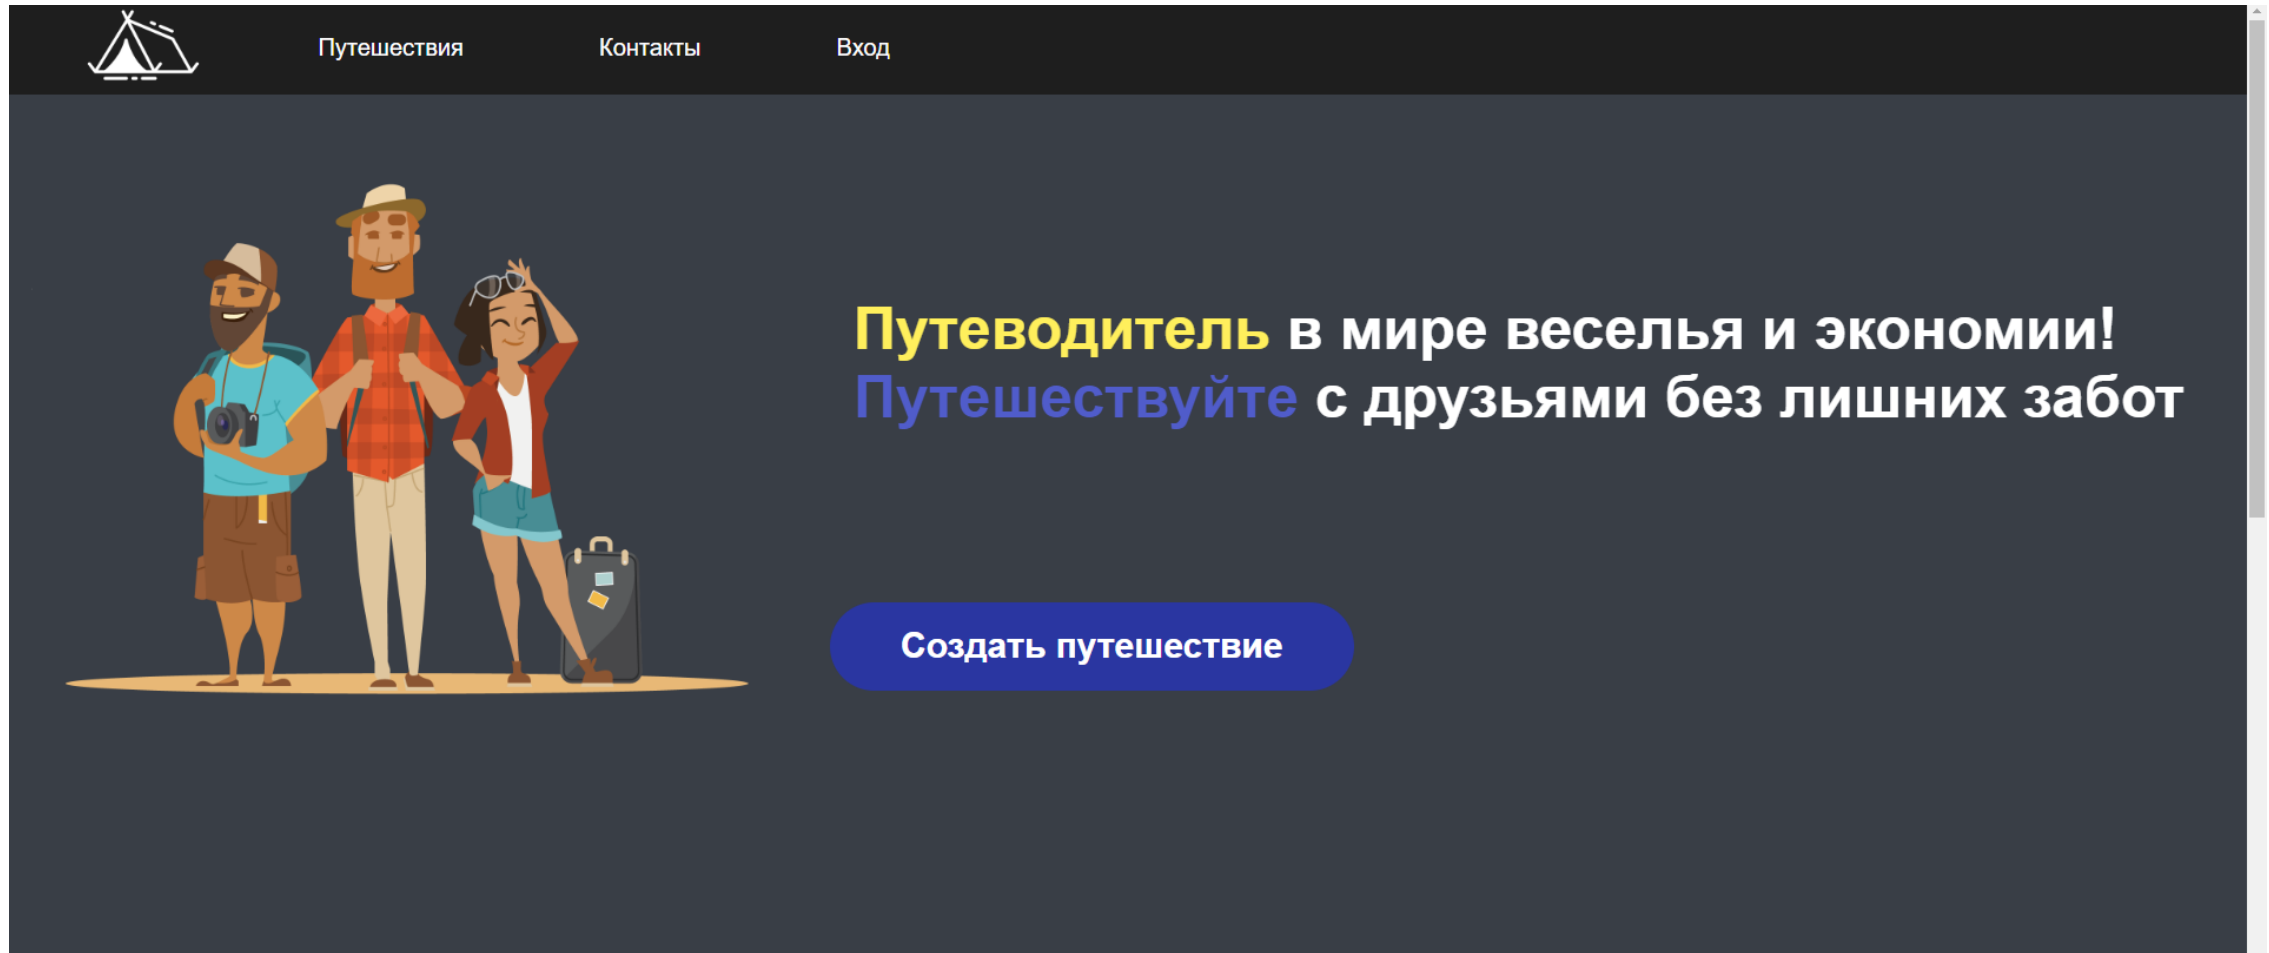 Путешествия Контакты Вход
Путеводитель в мире веселья и экономии!
Путешествуйте с друзьями без лишних забот
Создать путешествие